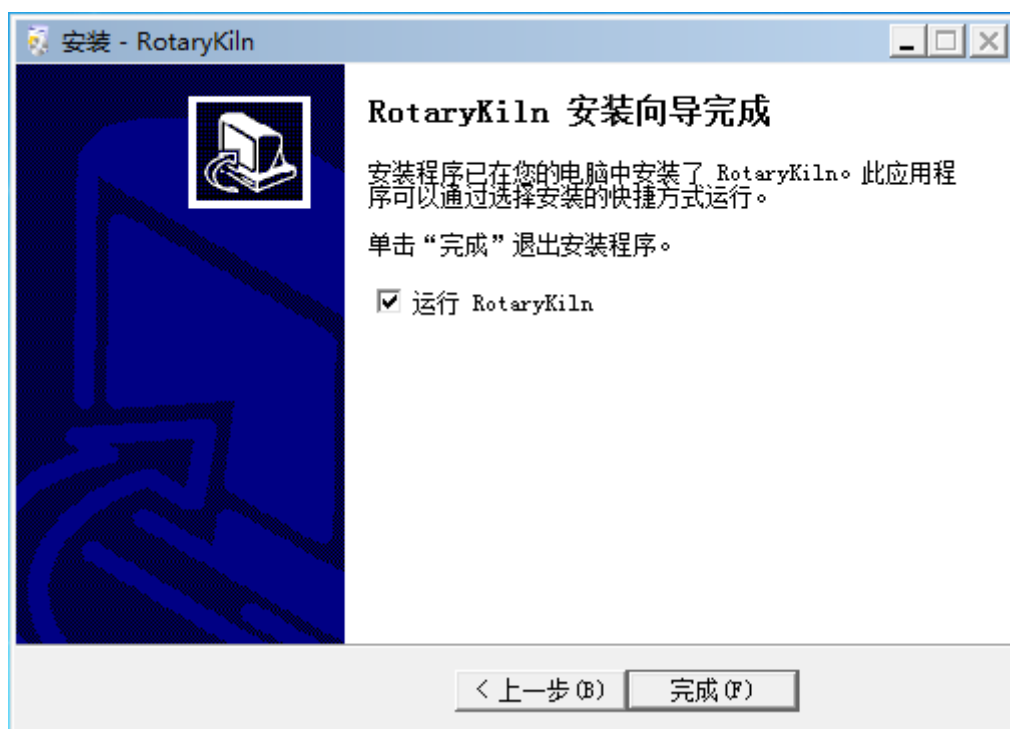 安装 - RotaryKiln
RotaryKiln 安装向导完成
安装程序已在您的电脑中安装了 RotaryKiln。此应用程
序可以通过选择安装的快捷方式运行。
单击“完成”退出安装程序。
运行 RotaryKiln
< 上一步(B)
完成(F)